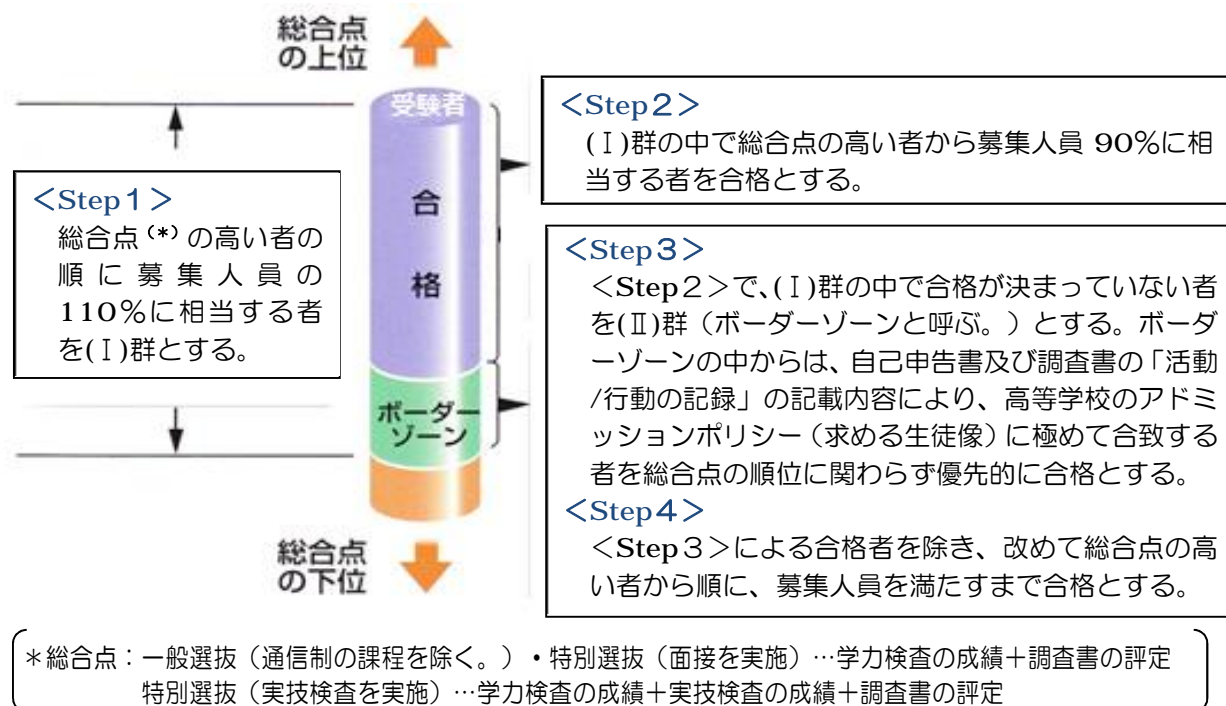 総合点
の上位
受験者
合
格
ボーダー
ゾーン
総合点
の下位
<Step1>
総合点(*)の高い者の
順に募集人員の
110%に相当する者
を(Ⅰ)群とする。
<Step2>
(Ⅰ)群の中で総合点の高い者から募集人員 90%に相
当する者を合格とする。
<Step3>
<Step2>で、(Ⅰ)群の中で合格が決まっていない者
を(Ⅱ)群（ボーダーゾーンと呼ぶ。）とする。ボーダ
ーゾーンの中からは、自己申告書及び調査書の「活動
/行動の記録」の記載内容により、高等学校のアドミ
ッションポリシー（求める生徒像）に極めて合致する
者を総合点の順位に関わらず優先的に合格とする。
<Step4>
<Step3>による合格者を除き、改めて総合点の高
い者から順に、募集人員を満たすまで合格とする。
＊総合点：一般選抜（通信制の課程を除く。）・特別選抜（面接を実施）…学力検査の成績＋調査書の評定
特別選抜（実技検査を実施）…学力検査の成績＋実技検査の成績＋調査書の評定